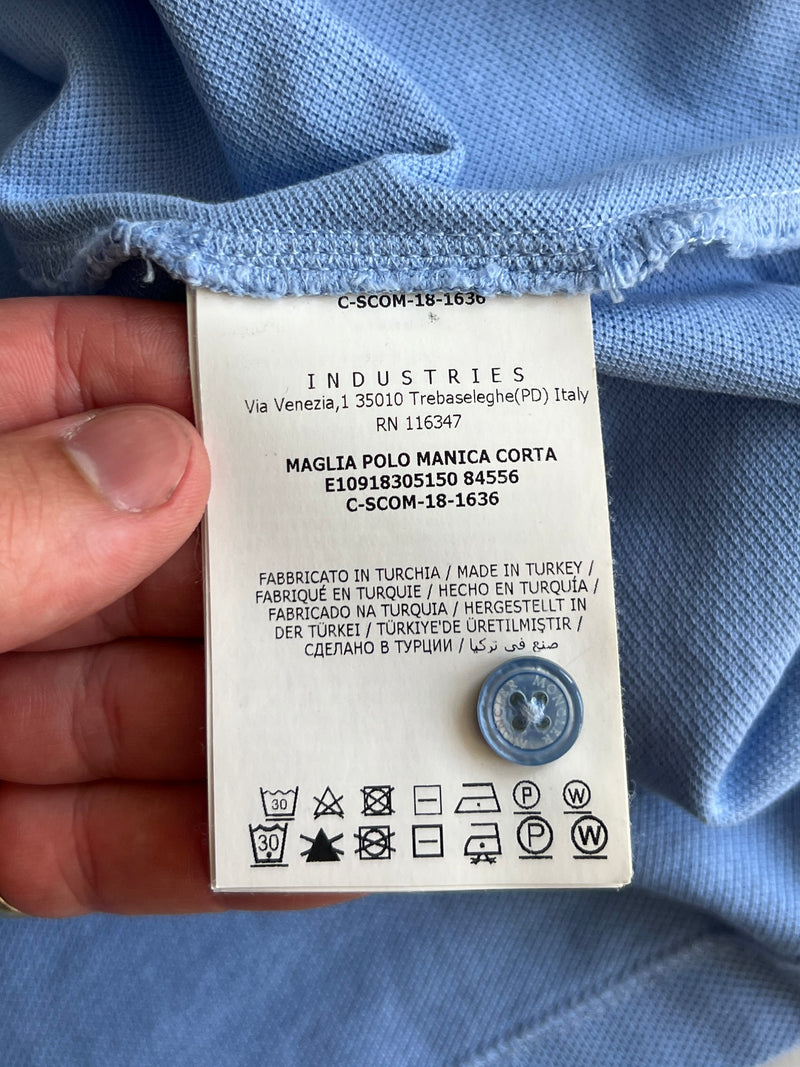 C-SCOM-18-1636
INDUSTRIES
Via Venezia,1 35010 Trebaseleghe(PD) Italy
RN 116347
MAGLIA POLO MANICA CORTA
E10918305150 84556
C-SCOM-18-1636
FABBRICATO IN TURCHIA / MADE IN TURKEY /
FABRIQUÉ EN TURQUIE / HECHO EN TURQUÍA /
FABRICADO NA TURQUIA / HERGESTELLT IN
DER TÜRKEI / TÜRKIYE'DE ÜRETILMIŞTIR /
СДЕЛАНО В ТУРЦИИ / صنع في تركيا
MONCLER
30 P W
30 P W